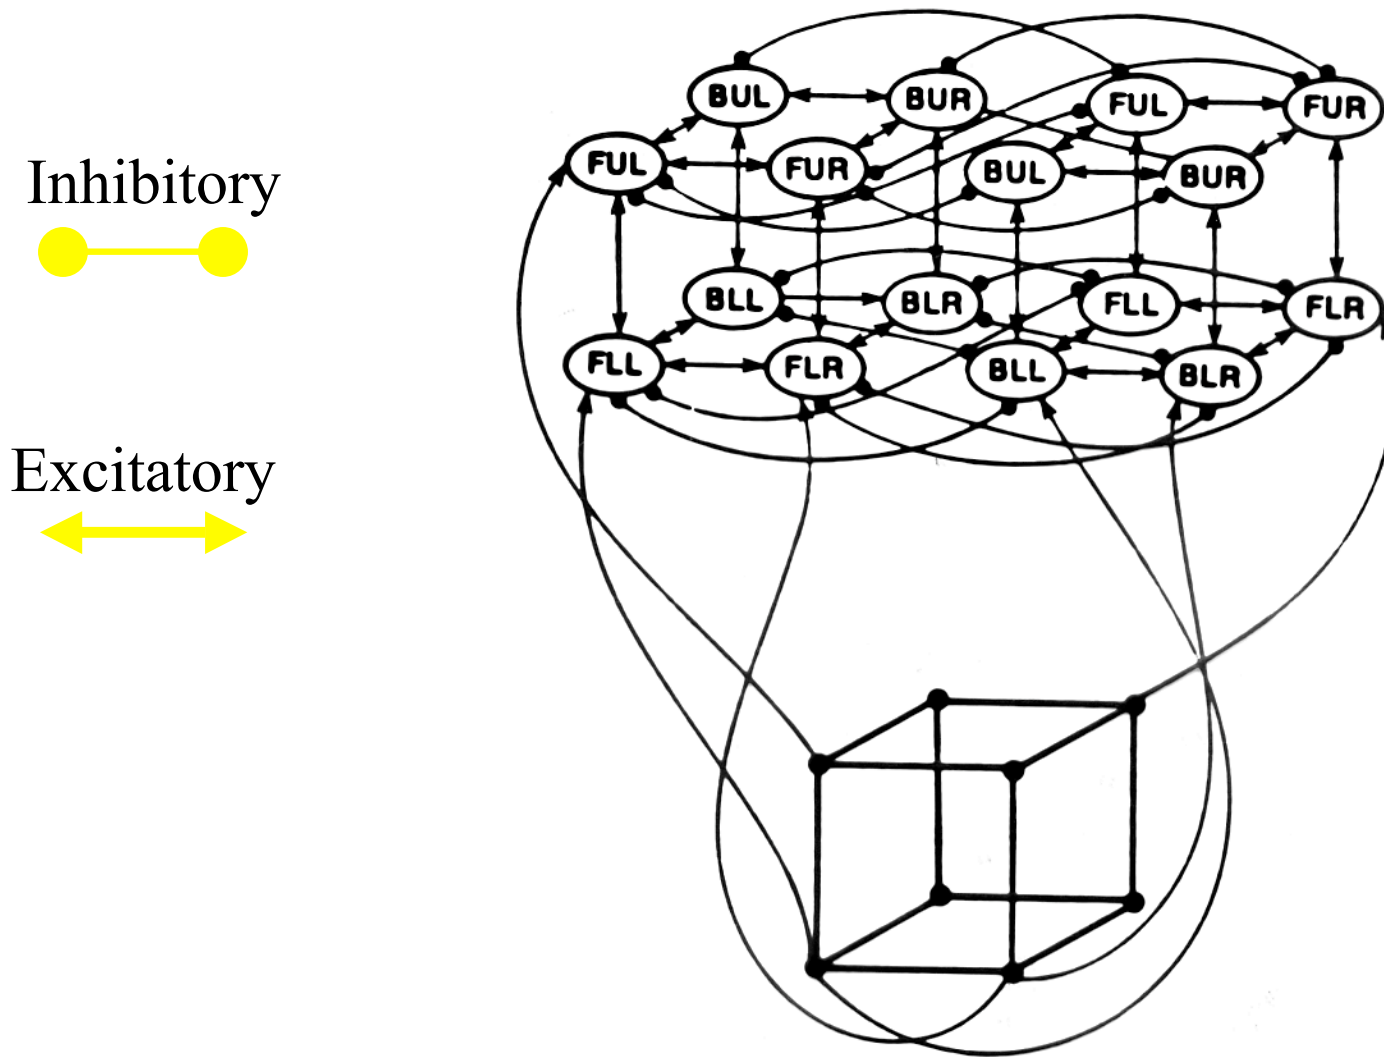 Inhibitory
Excitatory
BUL BUR FUL FUR
FUL FUR BUL BUR
BLL BLR FLL FLR
FLL FLR BLL BLR